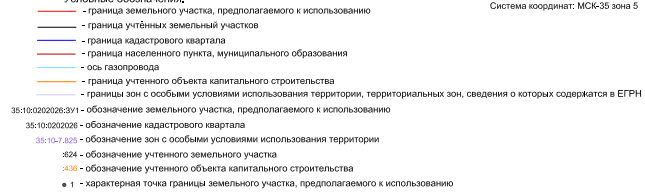 Условные обозначения:
Система координат: МСК-35 зона 5
- граница земельного участка, предполагаемого к использованию
- граница учтённых земельный участков
- граница кадастрового квартала
- граница населенного пункта, муниципального образования
- ось газопровода
- граница учтенного объекта капитального строительства
- границы зон с особыми условиями использования территории, территориальных зон, сведения о которых содержатся в ЕГРН
35:10:0202026:ЗУ1 - обозначение земельного участка, предполагаемого к использованию
35:10:0202026 - обозначение кадастрового квартала
35:10-7.825 - обозначение зон с особыми условиями использования территории
:624 - обозначение учтенного земельного участка
:436 - обозначение учтенного объекта капитального строительства
1 - характерная точка границы земельного участка, предполагаемого к использованию